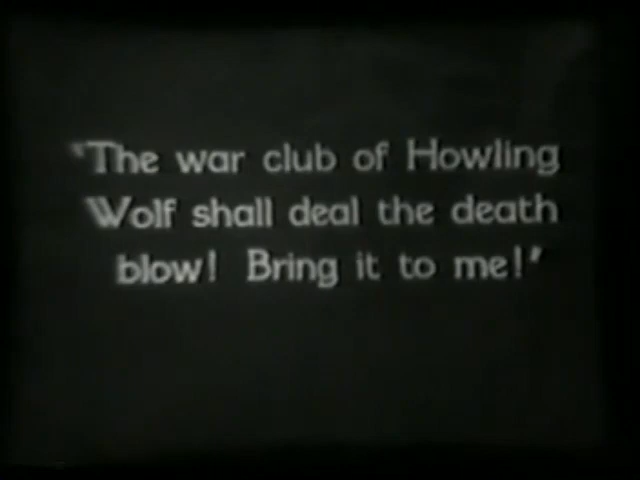 "The war club of Howling
Wolf shall deal the death
blow! Bring it to me!"